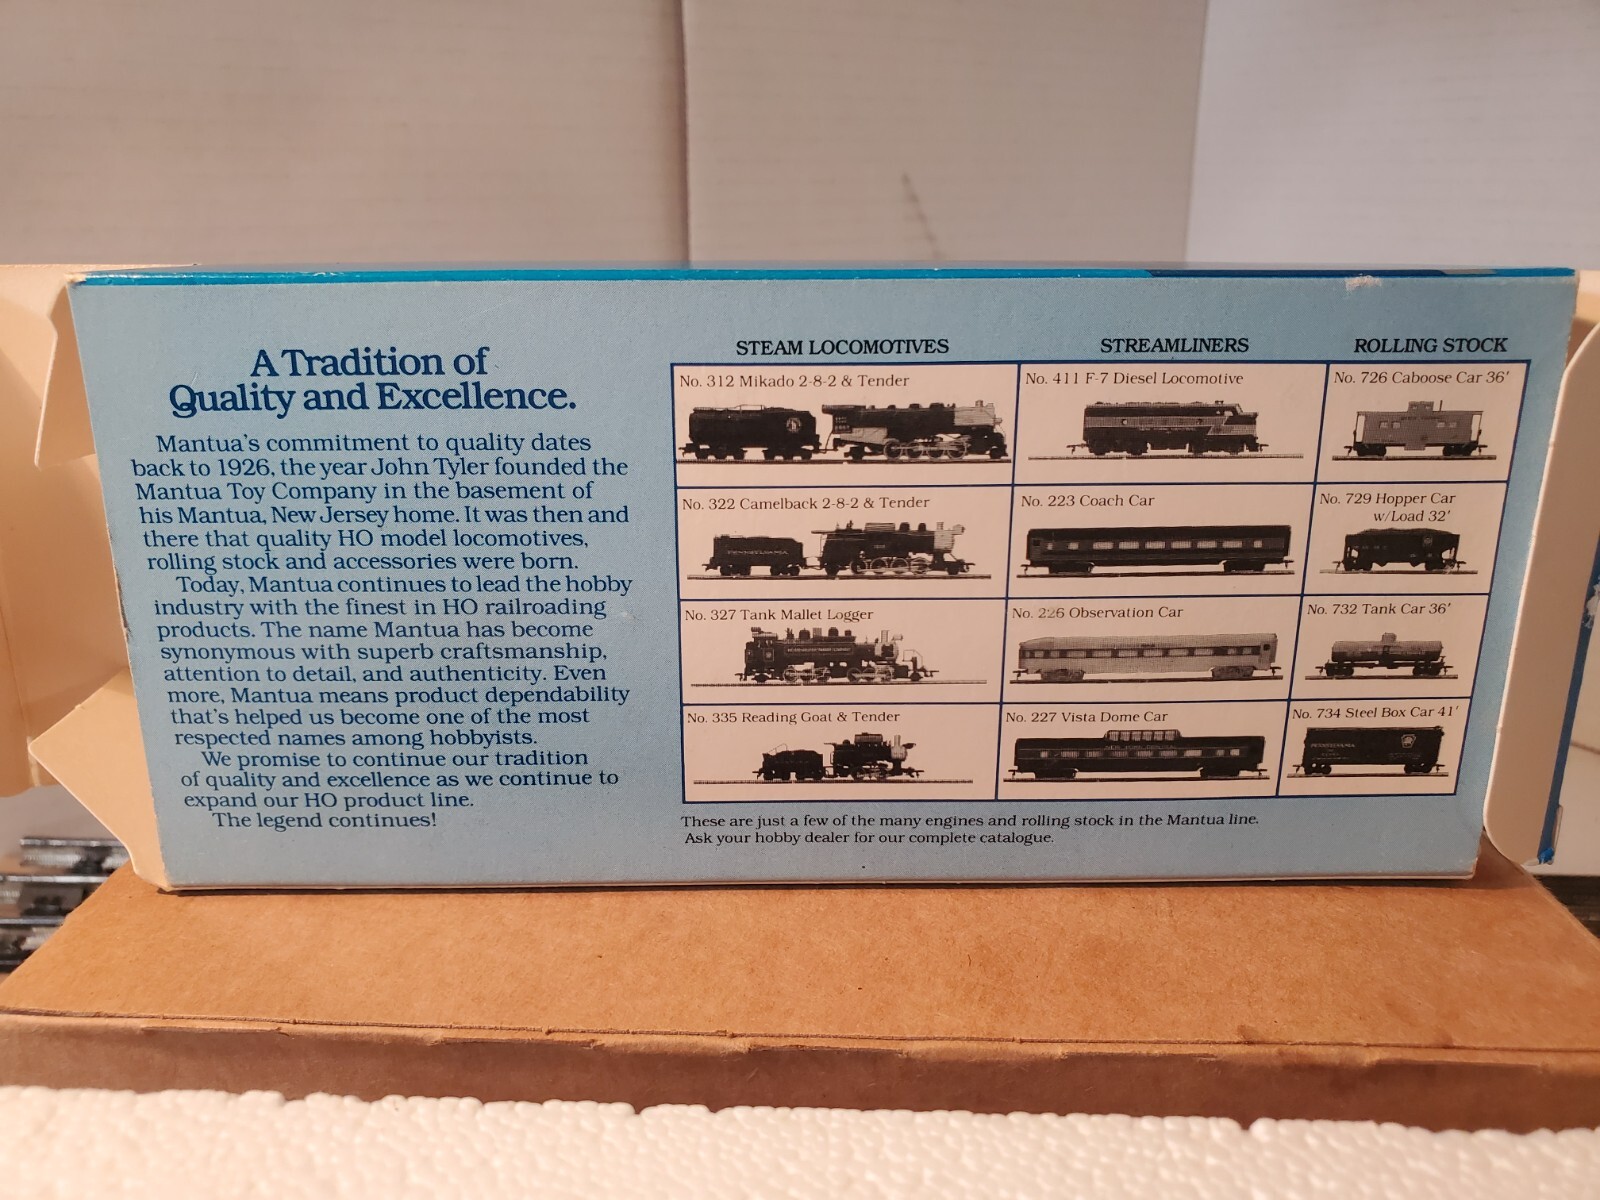 A Tradition of
Quality and Excellence.
Mantua's commitment to quality dates
back to 1926, the year John Tyler founded the
Mantua Toy Company in the basement of
his Mantua, New Jersey home. It was then and
there that quality HO model locomotives,
rolling stock and accessories were born.
Today, Mantua continues to lead the hobby
industry with the finest in HO railroading
products. The name Mantua has become
synonymous with superb craftsmanship,
attention to detail, and authenticity. Even
more, Mantua means product dependability
that's helped us become one of the most
respected names among hobbyists.
We promise to continue our tradition
of quality and excellence as we continue to
expand our HO product line.
The legend continues!
STEAM LOCOMOTIVES
No. 312 Mikado 2-8-2 & Tender
No. 322 Camelback 2-8-2 & Tender
PENNSYLVANIA
No. 327 Tank Mallet Logger
No. 335 Reading Goat & Tender
STREAMLINERS
No. 411 F-7 Diesel Locomotive
No. 223 Coach Car
No. 226 Observation Car
No. 227 Vista Dome Car
NEW YORK CENTRAL
ROLLING STOCK
No. 726 Caboose Car 36'
No. 729 Hopper Car
w/Load 32'
No. 732 Tank Car 36'
No. 734 Steel Box Car 41'
PENNSYLVANIA
These are just a few of the many engines and rolling stock in the Mantua line.
Ask your hobby dealer for our complete catalogue.